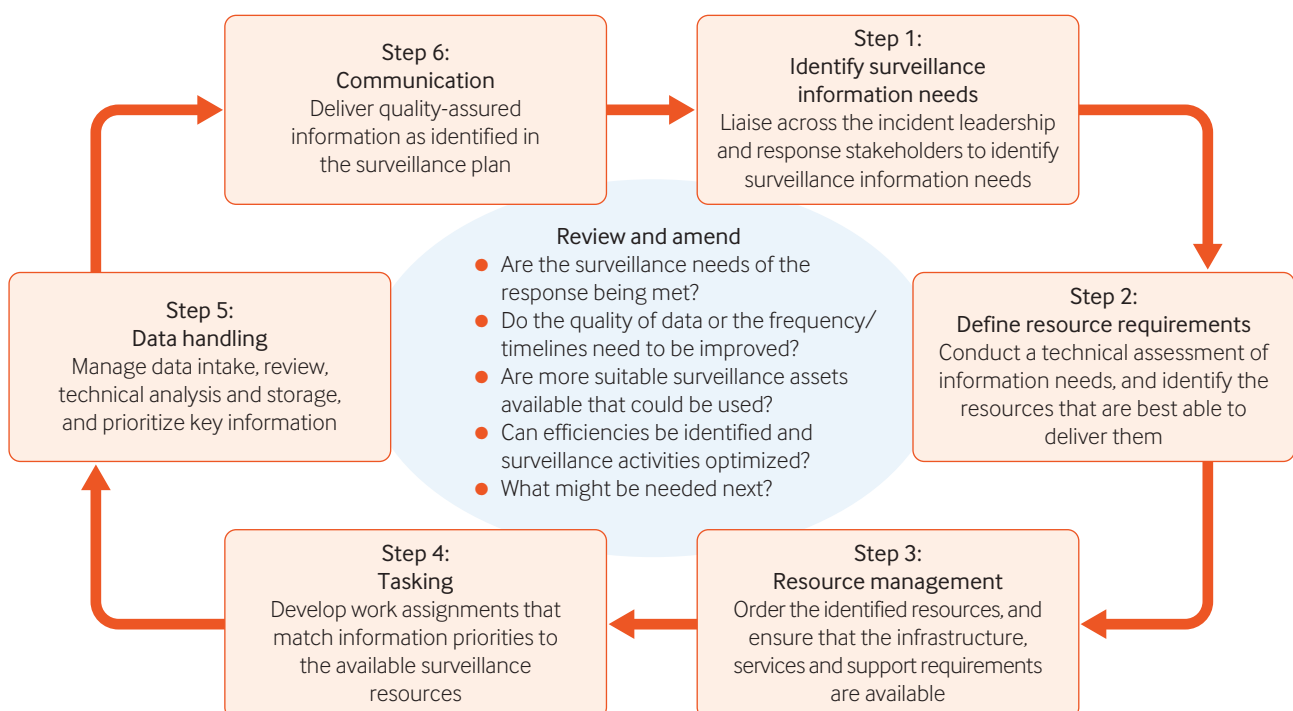 Step 6:
Communication
Deliver quality-assured
information as identified in
the surveillance plan
Step 1:
Identify surveillance
information needs
Liaise across the incident leadership
and response stakeholders to identify
surveillance information needs
Review and amend
● Are the surveillance needs of the
response being met?
● Do the quality of data or the frequency/
timelines need to be improved?
● Are more suitable surveillance assets
available that could be used?
● Can efficiencies be identified and
surveillance activities optimized?
● What might be needed next?
Step 5:
Data handling
Manage data intake, review,
technical analysis and storage,
and prioritize key information
Step 2:
Define resource requirements
Conduct a technical assessment of
information needs, and identify the
resources that are best able to
deliver them
Step 4:
Tasking
Develop work assignments that
match information priorities to
the available surveillance
resources
Step 3:
Resource management
Order the identified resources, and
ensure that the infrastructure,
services and support requirements
are available